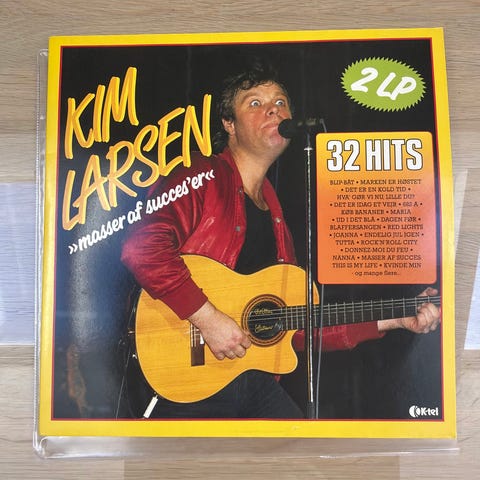 KIM
LARSEN
»masser af succes'er«
2 LP
32 HITS
BLIP-BÅT • MARKEN ER HØSTET
• DET ER EN KOLD TID •
HVA' GØR VI NU, LILLE DU?
• DET ER IDAG ET VEJR • 682 A •
KØB BANANER • MARIA
• UD I DET BLÅ • DAGEN FØR •
BLAFFERSANGEN • RED LIGHTS
• JOANNA • ENDELIG JUL IGEN •
TUTTA • ROCK'N ROLL CITY
• DONNEZ-MOI DU FEU •
NANNA • MASSER AF SUCCES
THIS IS MY LIFE • KVINDE MIN
- og mange flere...
K-tel